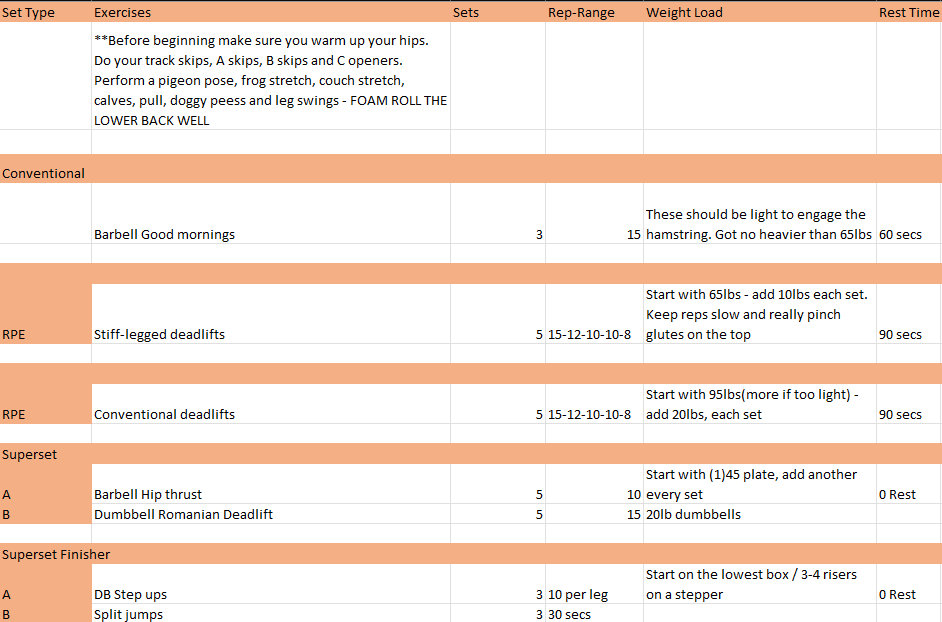 Set Type Exercises Sets Rep-Range Weight Load Rest Time
**Before beginning make sure you warm up your hips.
Do your track skips, A skips, B skips and C openers.
Perform a pigeon pose, frog stretch, couch stretch,
calves, pull, doggy peess and leg swings - FOAM ROLL THE
LOWER BACK WELL
Conventional
These should be light to engage the
Barbell Good mornings 3 15 hamstring. Got no heavier than 65lbs 60 secs
Start with 65lbs - add 10lbs each set.
Keep reps slow and really pinch
RPE Stiff-legged deadlifts 5 15-12-10-10-8 glutes on the top 90 secs
Start with 95lbs(more if too light) -
RPE Conventional deadlifts 5 15-12-10-10-8 add 20lbs, each set 90 secs
Superset
Start with (1)45 plate, add another
A Barbell Hip thrust 5 10 every set 0 Rest
B Dumbbell Romanian Deadlift 5 15 20lb dumbbells
Superset Finisher
Start on the lowest box / 3-4 risers
A DB Step ups 3 10 per leg on a stepper 0 Rest
B Split jumps 3 30 secs